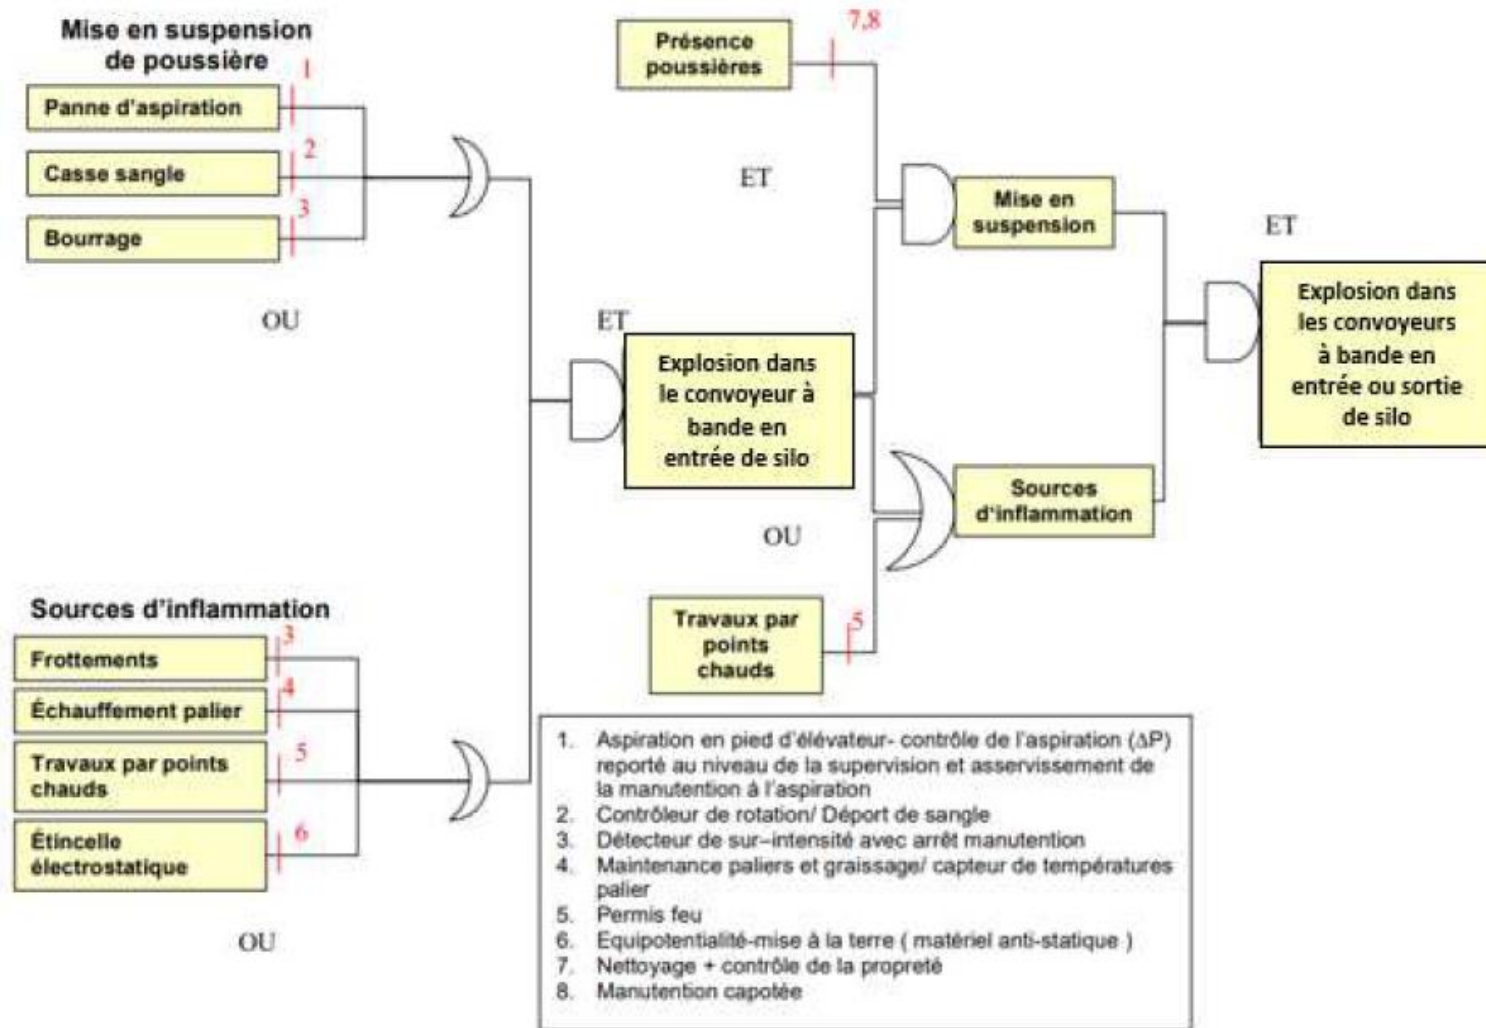 Mise en suspension
de poussière
1
Panne d'aspiration
2
Casse sangle
3
Bourrage
OU
7,8
Présence
poussières
ET
Mise en
suspension
ET
Explosion dans
les convoyeurs
à bande en
entrée ou sortie
de silo
ET
Explosion dans
le convoyeur à
bande en
entrée de silo
OU
Sources
d'inflammation
5
Travaux par
points
chauds
Sources d'inflammation
3
Frottements
4
Échauffement palier
5
Travaux par points
chauds
6
Étincelle
électrostatique
OU
1. Aspiration en pied d'élévateur- contrôle de l'aspiration (ΔP)
reporté au niveau de la supervision et asservissement de
la manutention à l'aspiration
2. Contrôleur de rotation/ Déport de sangle
3. Détecteur de sur–intensité avec arrêt manutention
4. Maintenance paliers et graissage/ capteur de températures
palier
5. Permis feu
6. Equipotentialité-mise à la terre ( matériel anti-statique )
7. Nettoyage + contrôle de la propreté
8. Manutention capotée